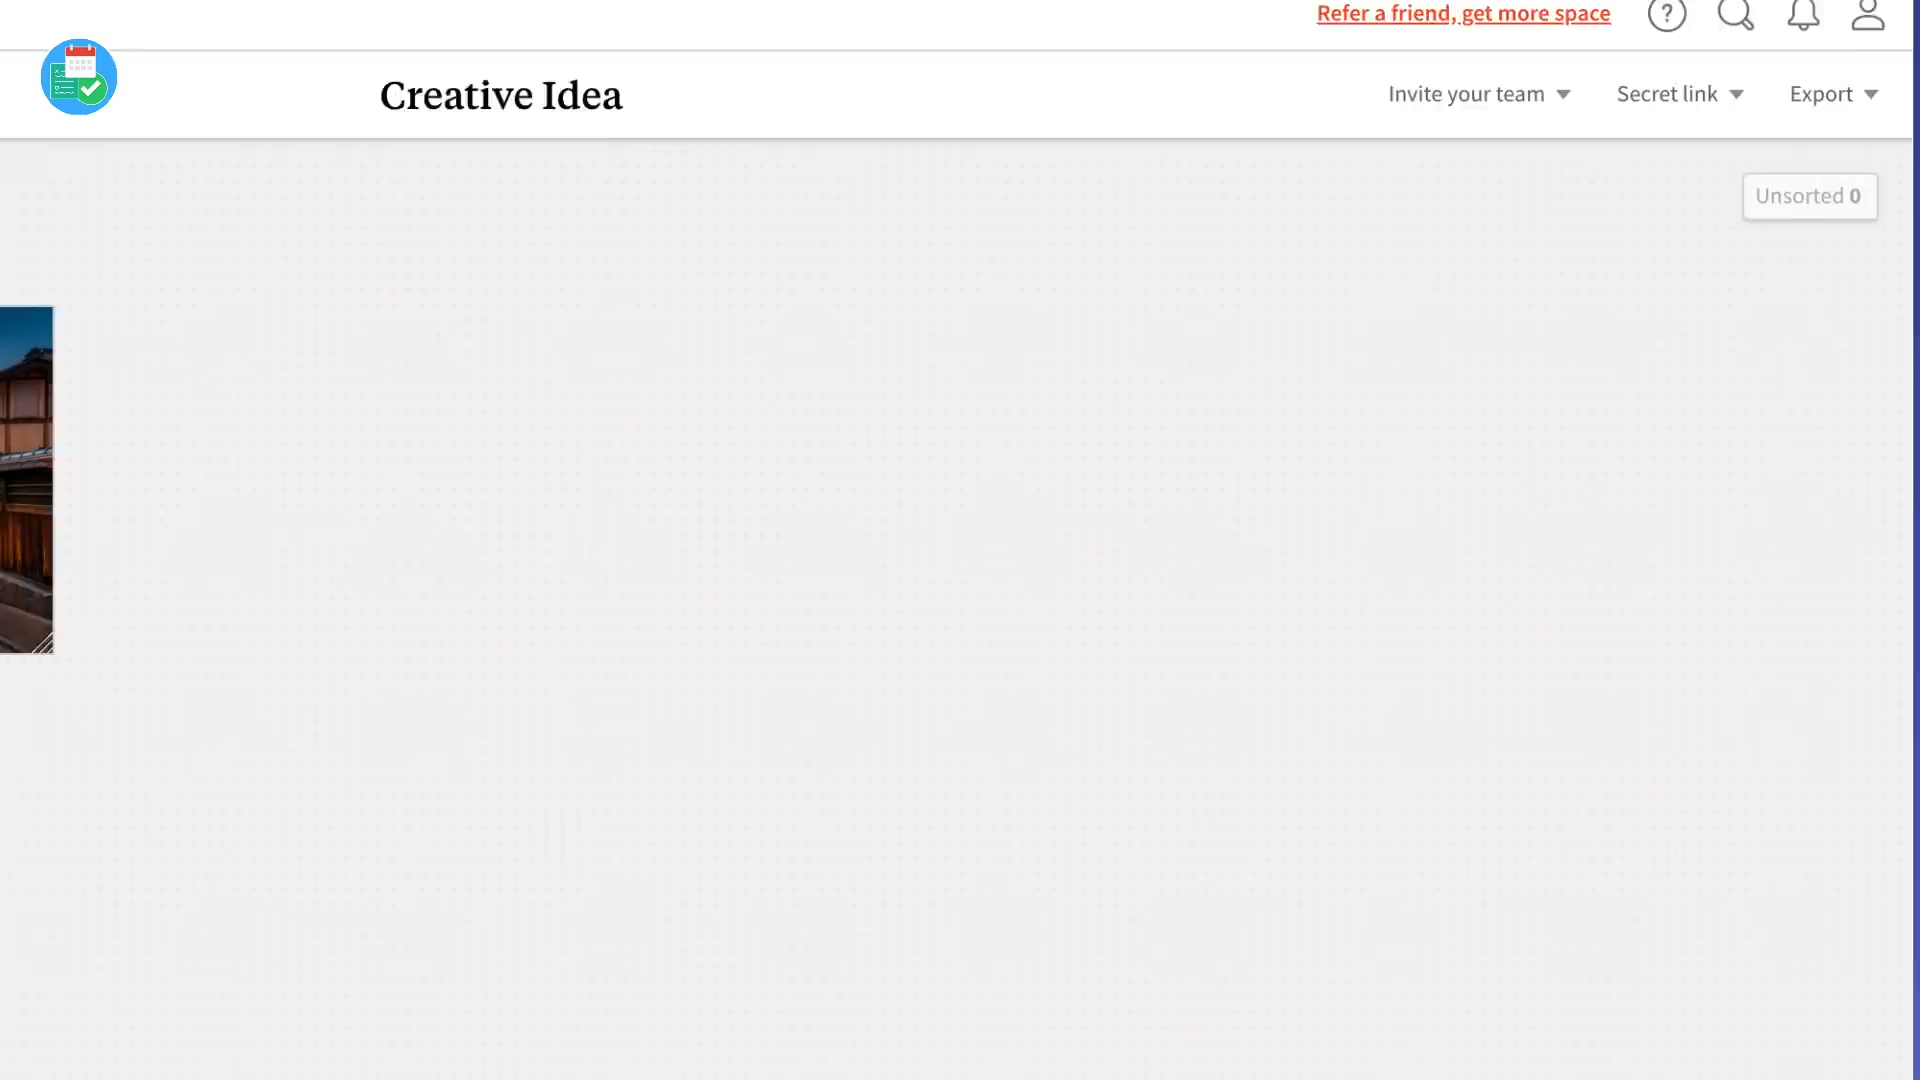 Refer a friend, get more space
Creative Idea
Invite your team
Secret link
Export
Unsorted 0